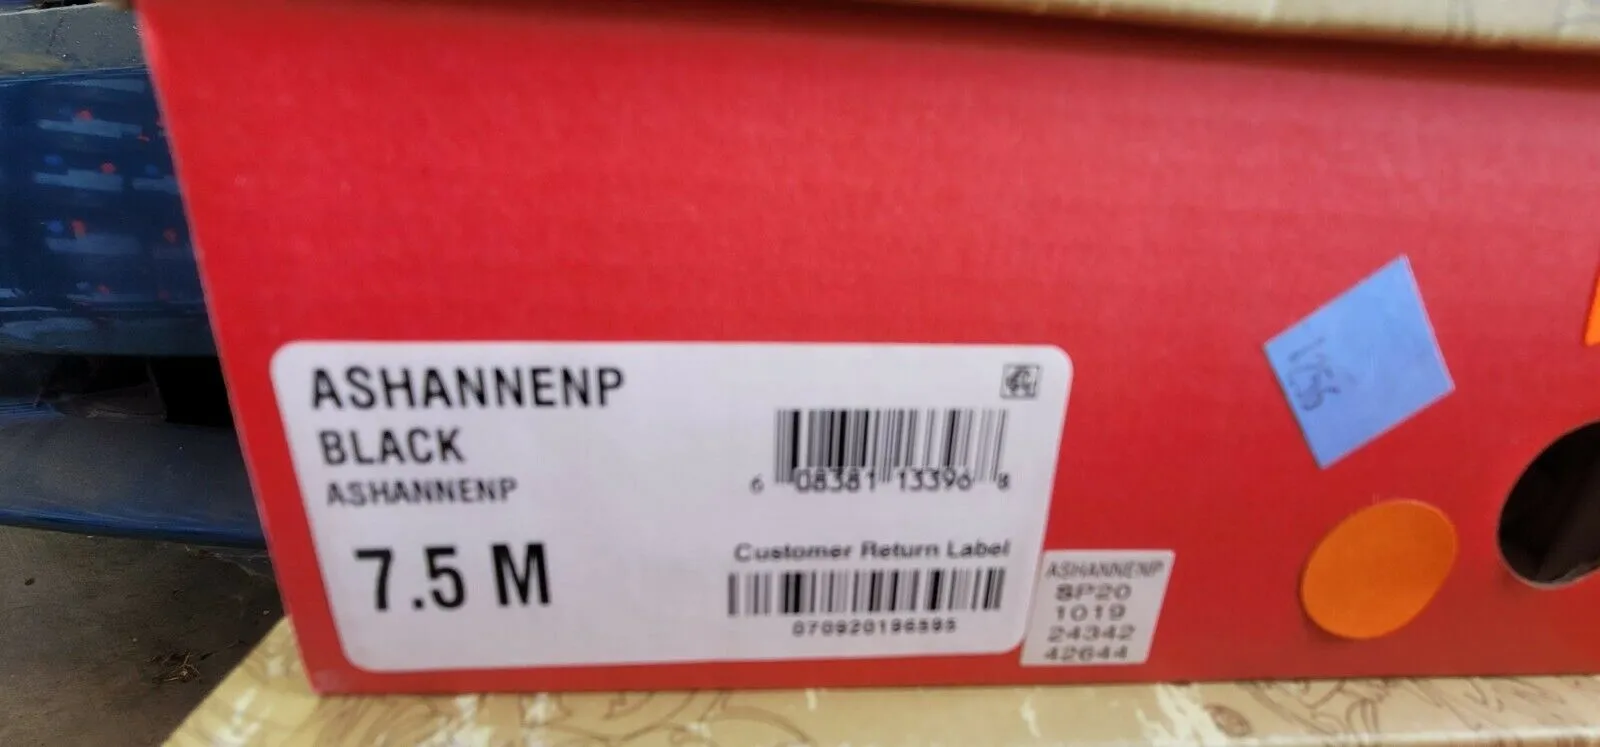 ASHANNENP
BLACK
ASHANNENP
7.5 M
6 08381 13396 8
Customer Return Label
070920196595
ASHANNENP
SP20
1019
24342
42644